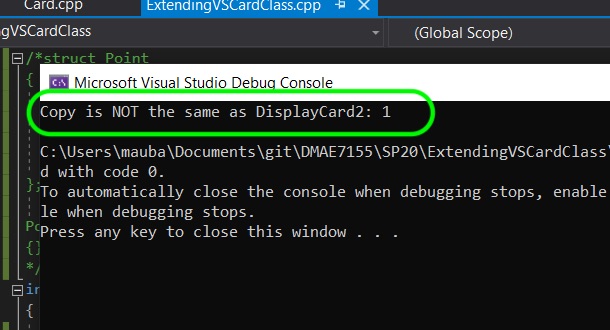 Card.cpp
ExtendingVSCardClass.cpp
ngVSCardClass
(Global Scope)
/*struct Point
{
Microsoft Visual Studio Debug Console
Copy is NOT the same as DisplayCard2: 1
C:\Users\mauba\Documents\git\DMAE7155\SP20\ExtendingVSCardClass\
d with code 0.
};
To automatically close the console when debugging stops, enable
le when debugging stops.
Po
Press any key to close this window . . .
{}
*/
in
{